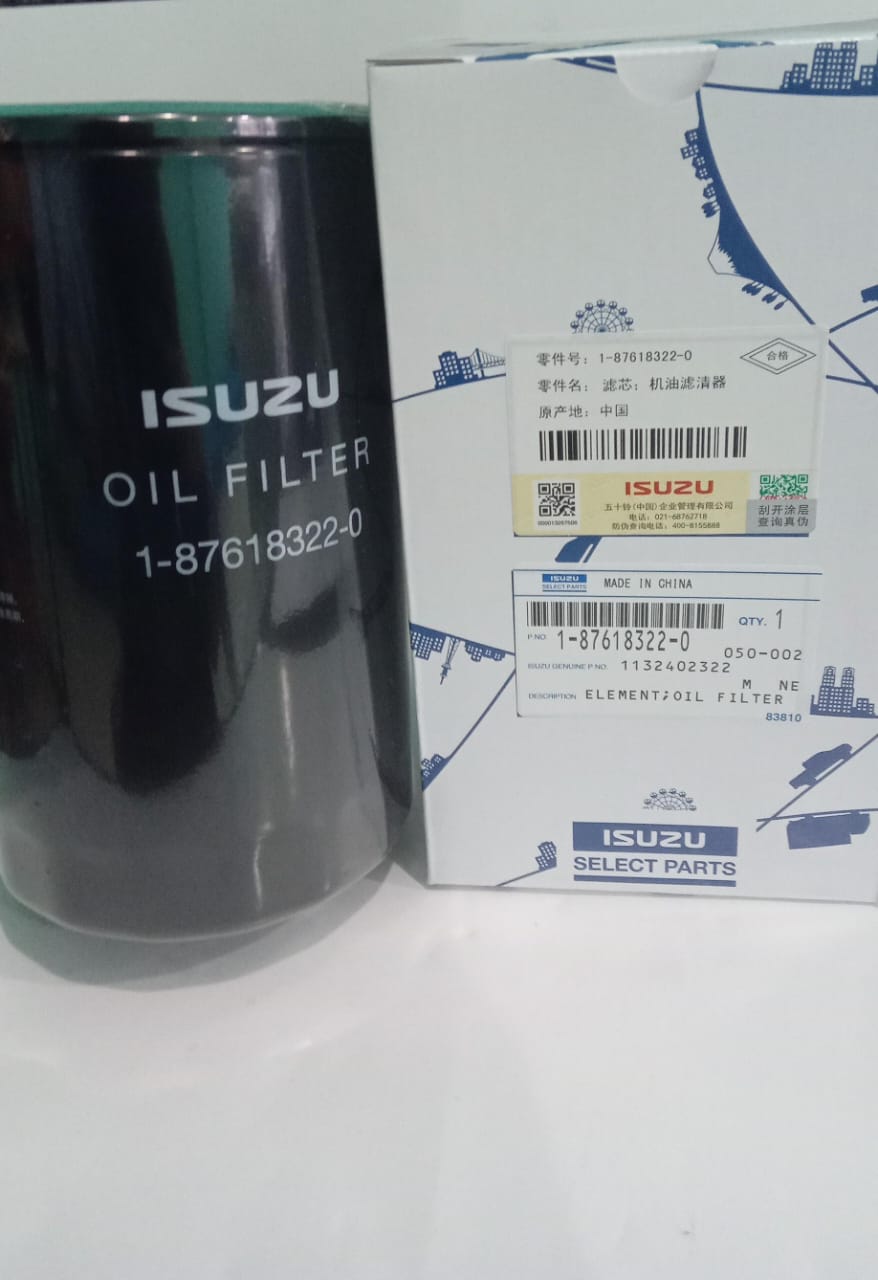 ISUZU
OIL FILTER
1-87618322-0
零件号: 1-87618322-0
合格
零件名: 滤芯; 机油滤清器
原产地: 中国
ISUZU
五十铃(中国)企业管理有限公司
电话: 021-68762718
防伪查询电话: 400-8155888
刮开涂层
查询真伪
ISUZU
SELECT PARTS
MADE IN CHINA
QTY. 1
P NO. 1-87618322-0
050-002
ISUZU GENUINE P NO. 1132402322
M NE
DESCRIPTION ELEMENT;OIL FILTER
83810
ISUZU
SELECT PARTS